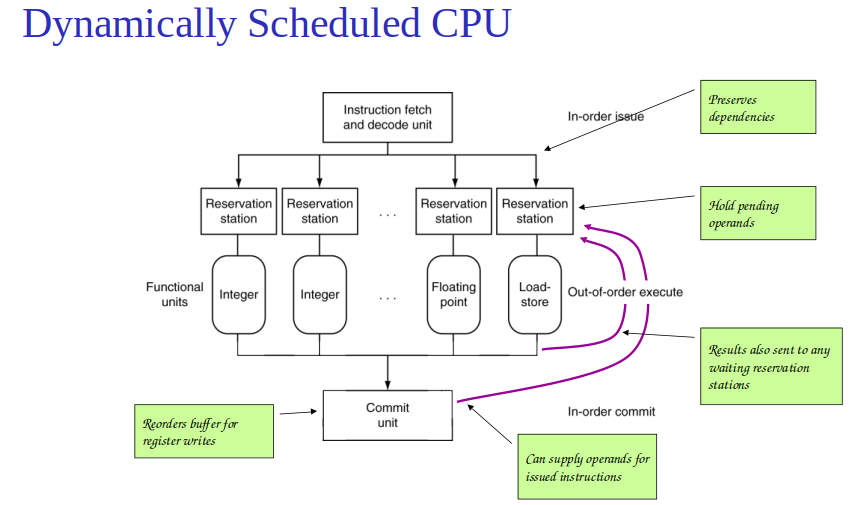 Dynamically Scheduled CPU
Instruction fetch
and decode unit
In-order issue
Preserves
dependencies
Reservation
station
Reservation
station
. . .
Reservation
station
Reservation
station
Hold pending
operands
Functional
units
Integer
Integer
. . .
Floating
point
Load-
store
Out-of-order execute
Results also sent to any
waiting reservation
stations
Commit
unit
In-order commit
Reorders buffer for
register writes
Can supply operands for
issued instructions